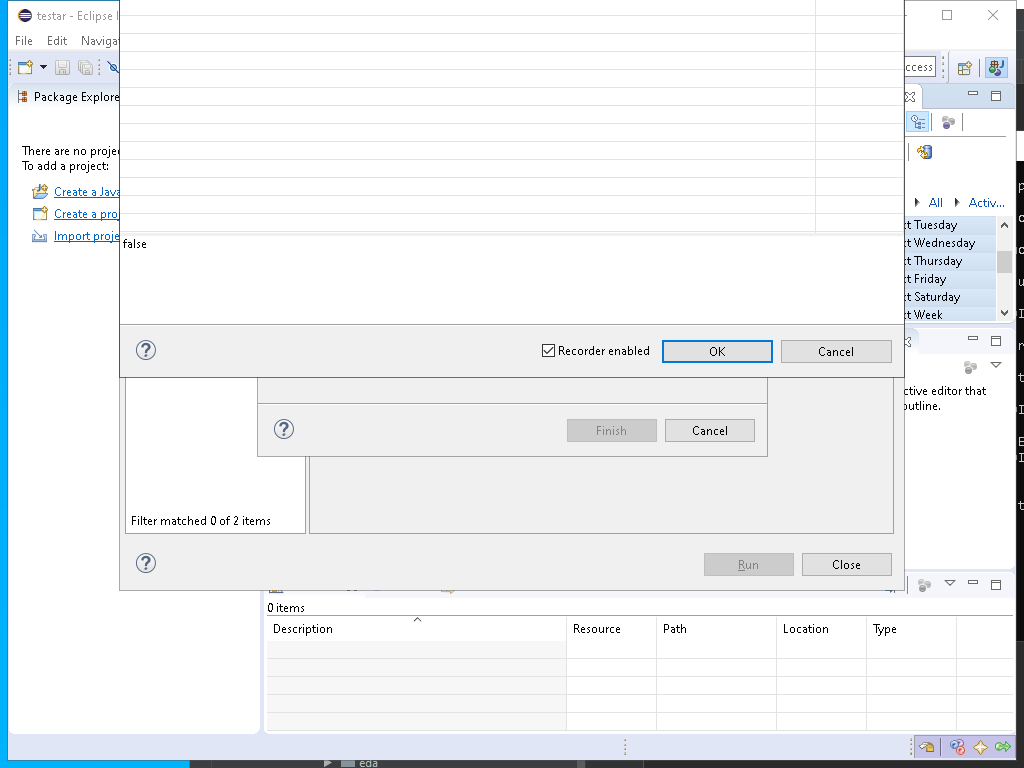 testar - Eclipse I
File Edit Naviga
ccess
Package Explore
There are no proje
To add a project:
Create a Java
Create a pro
Import proje
All Activ...
ct Tuesday
ct Wednesday
ct Thursday
ct Friday
ct Saturday
ct Week
false
Recorder enabled OK Cancel
ctive editor that
outline.
Finish Cancel
Filter matched 0 of 2 items
Run Close
0 items
Description Resource Path Location Type
eda